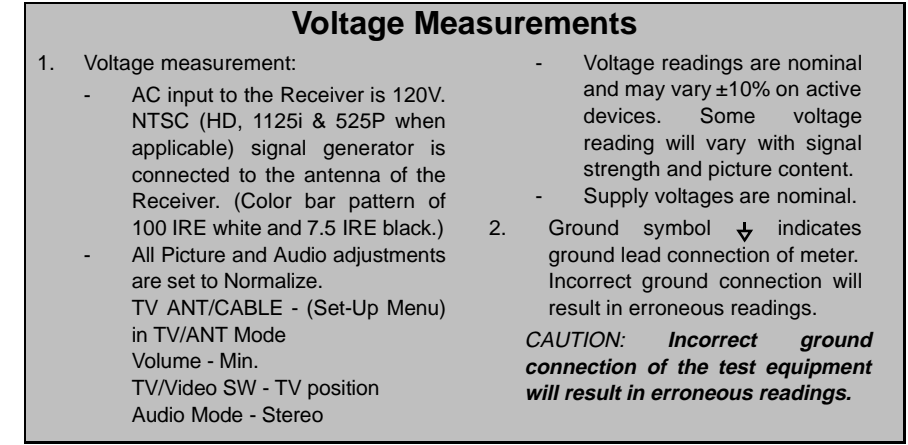 Voltage Measurements
1. Voltage measurement:
- AC input to the Receiver is 120V.
NTSC (HD, 1125i & 525P when
applicable) signal generator is
connected to the antenna of the
Receiver. (Color bar pattern of
100 IRE white and 7.5 IRE black.)
- All Picture and Audio adjustments
are set to Normalize.
TV ANT/CABLE - (Set-Up Menu)
in TV/ANT Mode
Volume - Min.
TV/Video SW - TV position
Audio Mode - Stereo
- Voltage readings are nominal
and may vary ±10% on active
devices. Some voltage
reading will vary with signal
strength and picture content.
- Supply voltages are nominal.
2. Ground symbol indicates
ground lead connection of meter.
Incorrect ground connection will
result in erroneous readings.
CAUTION: Incorrect ground
connection of the test equipment
will result in erroneous readings.